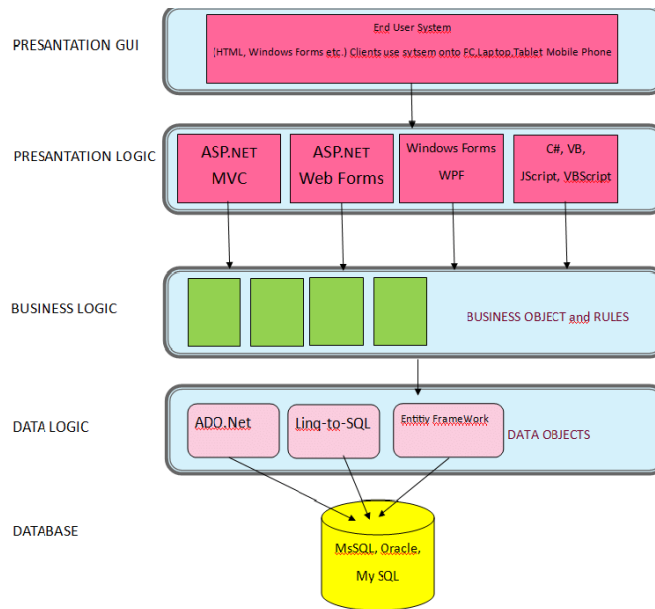 PRESANTATION GUI
End User System
(HTML, Windows Forms etc.) Clients use sytsem onto PC,Laptop,Tablet Mobile Phone
PRESANTATION LOGIC
ASP.NET
MVC
ASP.NET
Web Forms
Windows Forms
WPF
C#, VB,
JScript, VBScript
BUSINESS LOGIC
BUSINESS OBJECT and RULES
DATA LOGIC
ADO.Net
Linq-to-SQL
Entitiy FrameWork
DATA OBJECTS
DATABASE
MsSQL, Oracle,
My SQL